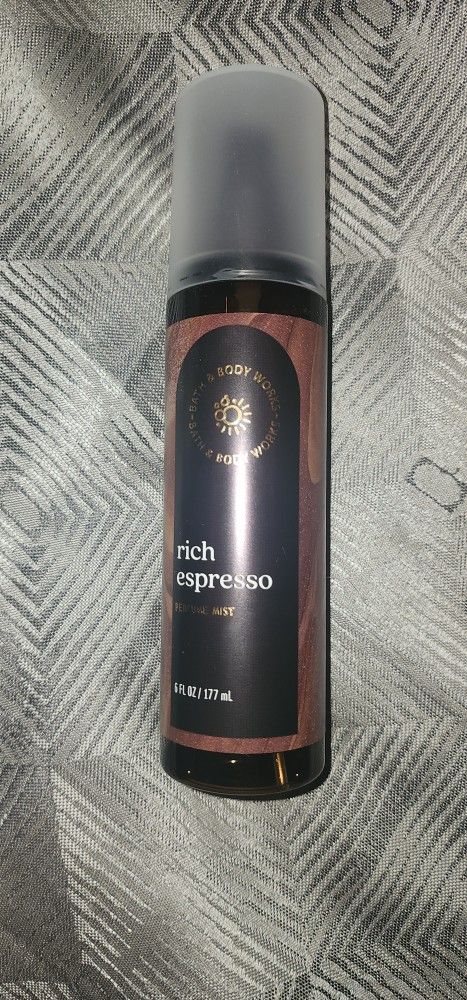 BATH & BODY WORKS - BATH & BODY WORKS -
rich
espresso
PERFUME MIST
6 FL OZ / 177 mL